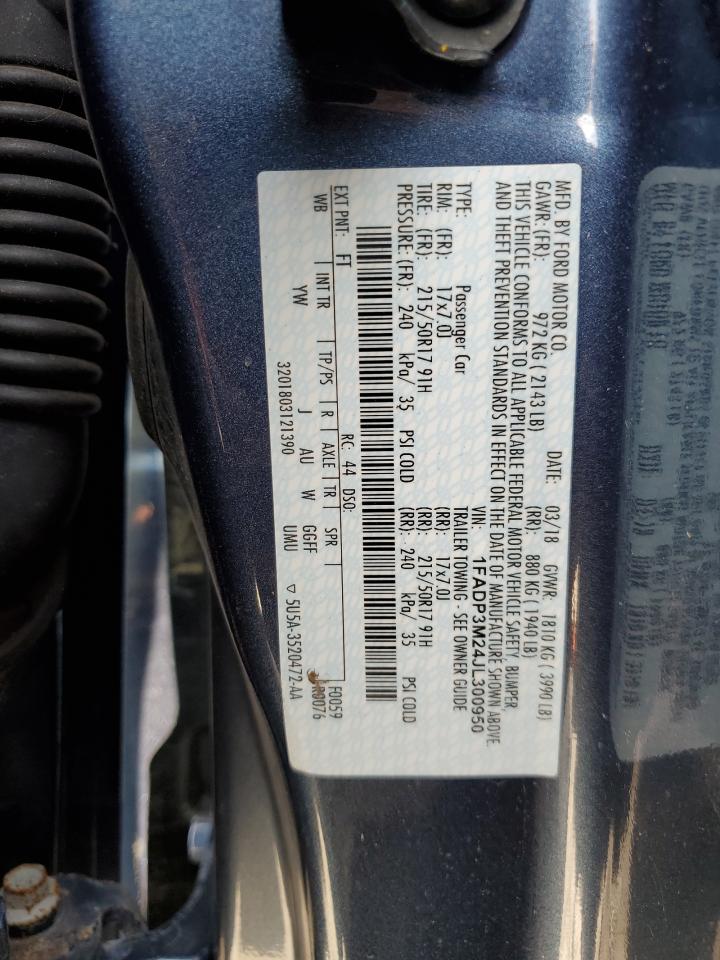 MFD. BY FORD MOTOR CO. DATE: 03/18 GVWR: 1810 KG ( 3990 LB)
GAWR: (FR): 972 KG ( 2143 LB) (RR): 880 KG ( 1940 LB)
THIS VEHICLE CONFORMS TO ALL APPLICABLE FEDERAL MOTOR VEHICLE SAFETY, BUMPER,
AND THEFT PREVENTION STANDARDS IN EFFECT ON THE DATE OF MANUFACTURE SHOWN ABOVE.
VIN: 1FADP3M24JL300950
TYPE: Passenger Car TRAILER TOWING - SEE OWNER GUIDE
RIM: (FR): 17x7.0J (RR): 17x7.0J
TIRE: (FR): 215/50R17 91H (RR): 215/50R17 91H
PRESSURE: (FR): 240 kPa/ 35 PSI COLD (RR): 240 kPa/ 35 PSI COLD
RC: 44 DSO: F0059
EXT PNT: FT INT TR TP/PS R AXLE TR SPR R0076
WB YW J AU W GGFF
3201803121390 UMU ▽ 5U5A-3520472-AA